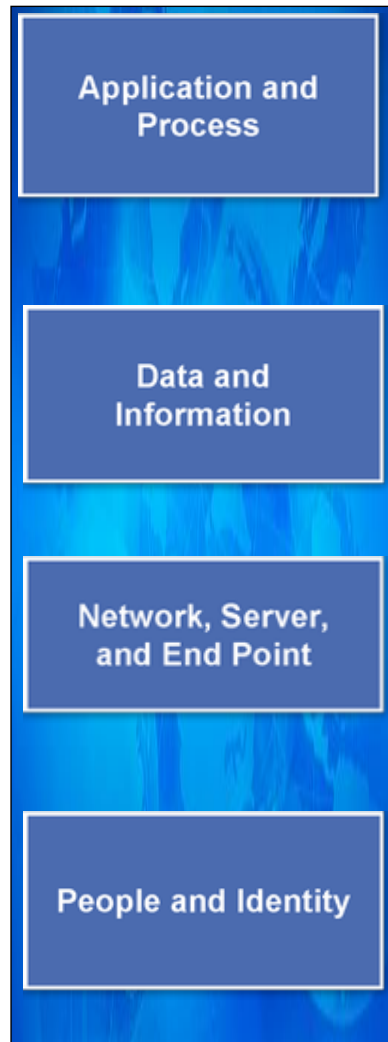 Application and
Process
Data and
Information
Network, Server,
and End Point
People and Identity